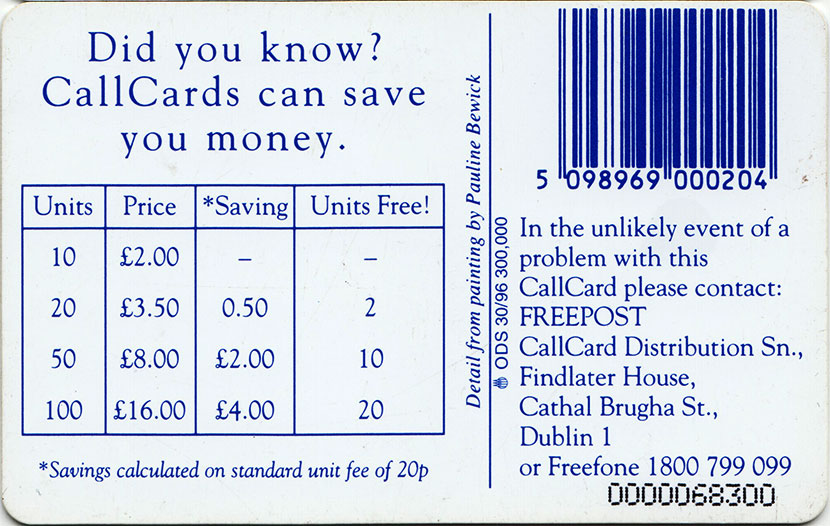 Did you know?
CallCards can save
you money.
Units Price *Saving Units Free!
10 £2.00 – –
20 £3.50 0.50 2
50 £8.00 £2.00 10
100 £16.00 £4.00 20
*Savings calculated on standard unit fee of 20p
Detail from painting by Pauline Bewick
ODS 30/96 300,000
5 098969 000204
In the unlikely event of a
problem with this
CallCard please contact:
FREEPOST
CallCard Distribution Sn.,
Findlater House,
Cathal Brugha St.,
Dublin 1
or Freefone 1800 799 099
0000068300